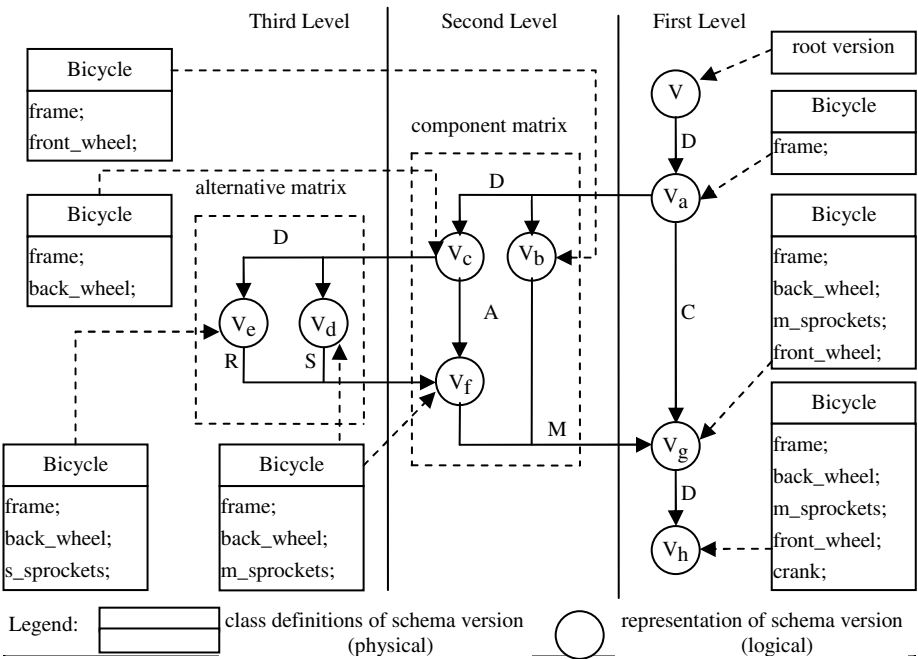 Third Level
Second Level
First Level
Bicycle
frame;
front_wheel;
root version
V
component matrix
D
Bicycle
frame;
Bicycle
frame;
back_wheel;
alternative matrix
D
Va
D
Vc
Vb
Bicycle
frame;
back_wheel;
m_sprockets;
front_wheel;
Ve
Vd
A
C
R
S
Vf
M
Vg
D
Vh
Bicycle
frame;
back_wheel;
s_sprockets;
Bicycle
frame;
back_wheel;
m_sprockets;
Bicycle
frame;
back_wheel;
m_sprockets;
front_wheel;
crank;
Legend:
class definitions of schema version
(physical)
representation of schema version
(logical)